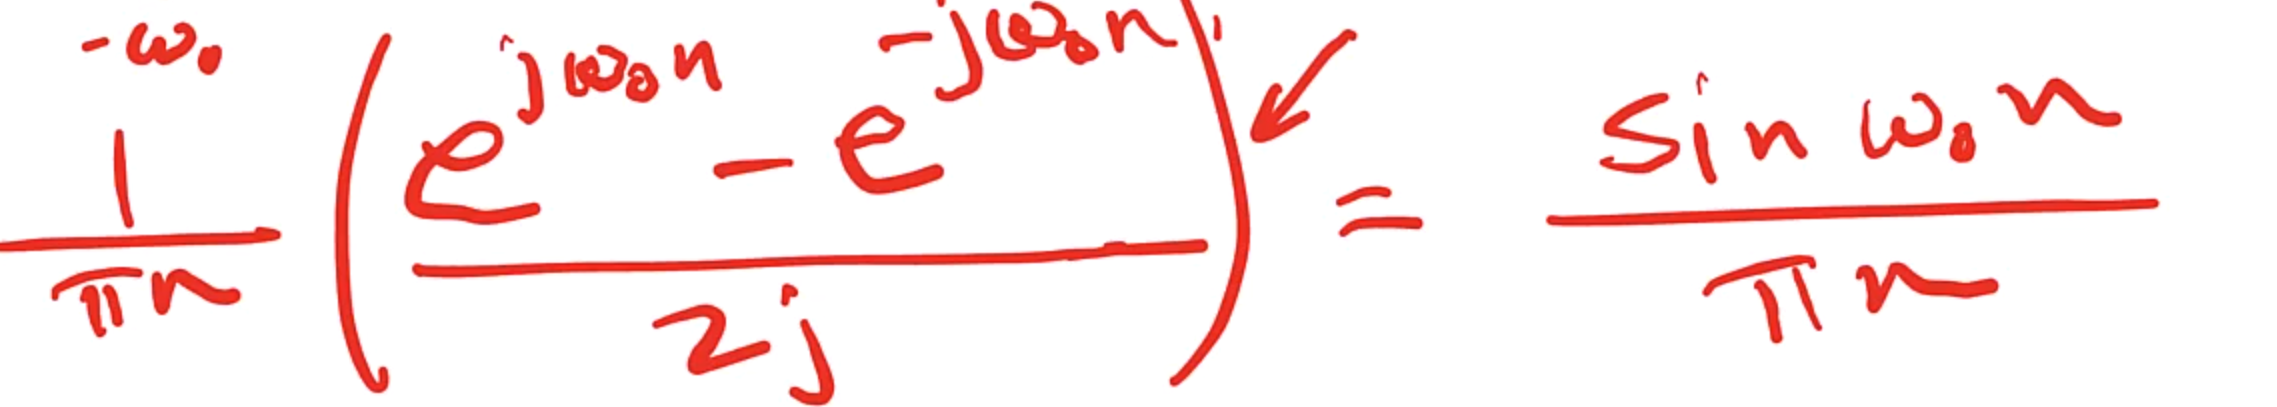 -ω₀
1/(πn) ( (e^{jω₀n} - e^{-jω₀n}) / 2j ) = sin ω₀n / πn